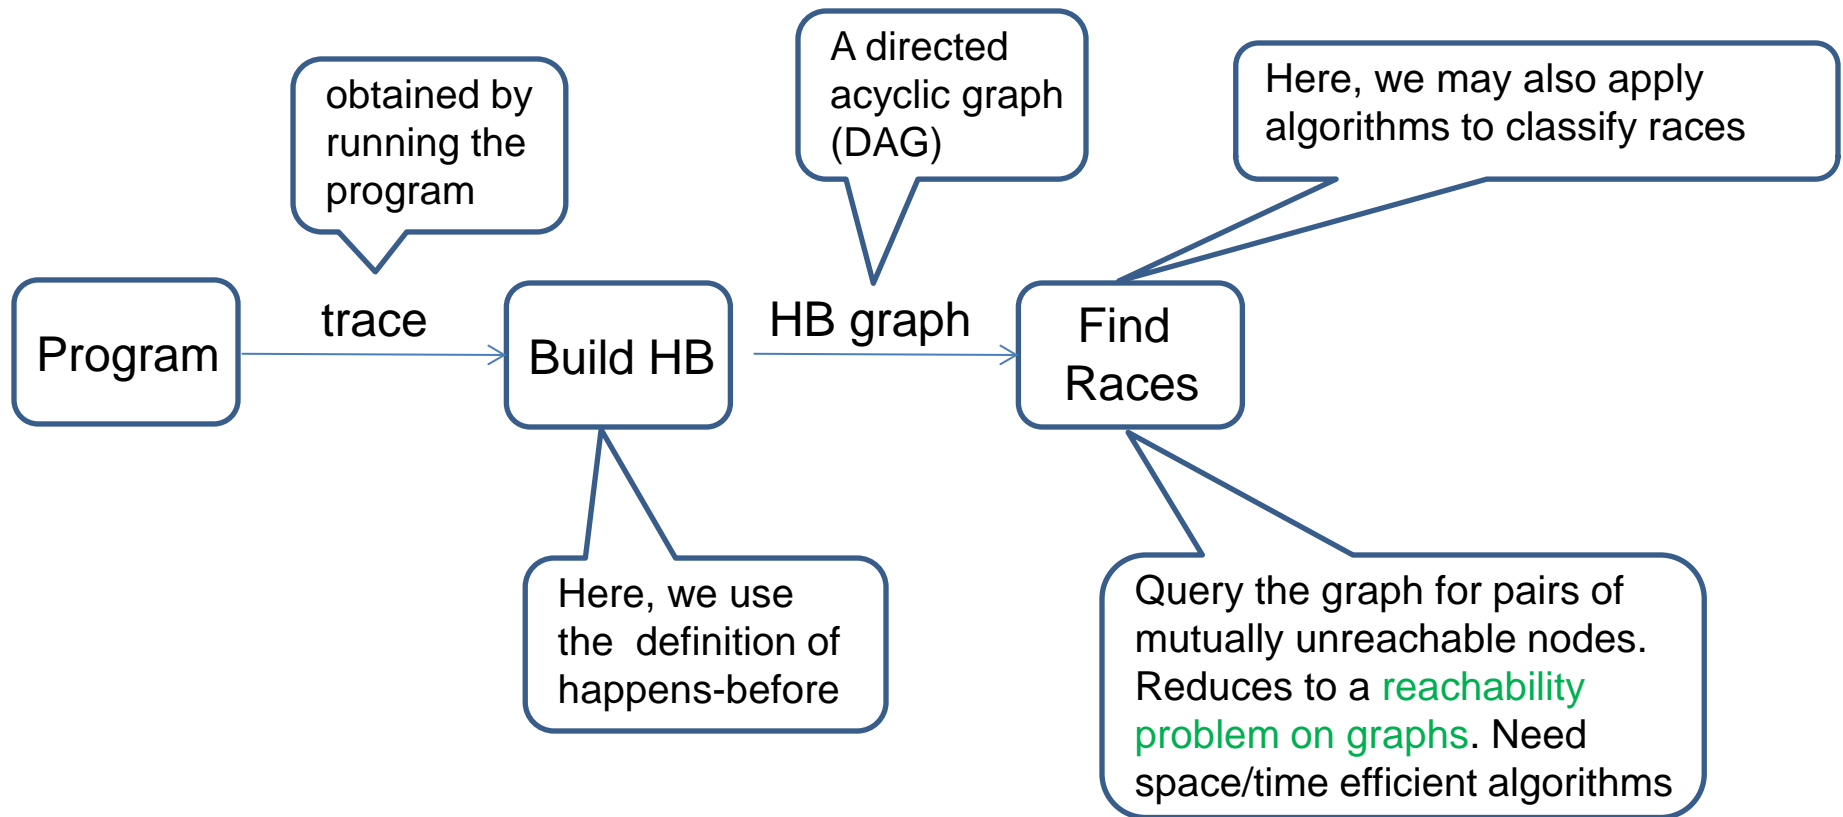 obtained by
running the
program
A directed
acyclic graph
(DAG)
Here, we may also apply
algorithms to classify races
Program
trace
Build HB
HB graph
Find
Races
Here, we use
the  definition of
happens-before
Query the graph for pairs of
mutually unreachable nodes.
Reduces to a reachability
problem on graphs. Need
space/time efficient algorithms